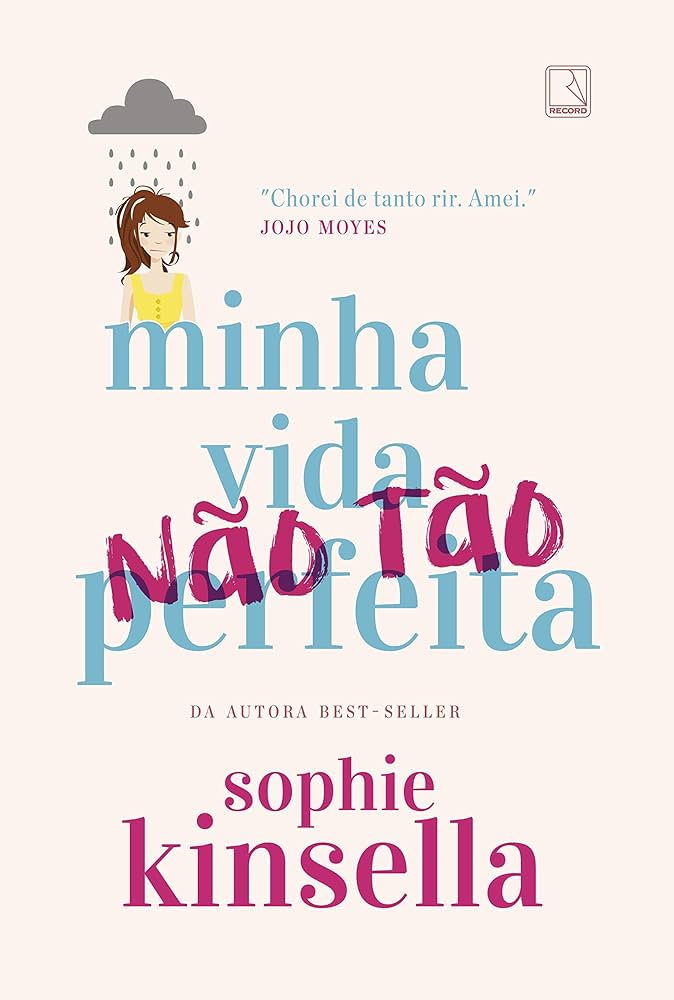 RECORD
"Chorei de tanto rir. Amei."
JOJO MOYES
minha
vida
NÃO TÃO
perfeita
DA AUTORA BEST-SELLER
sophie
kinsella